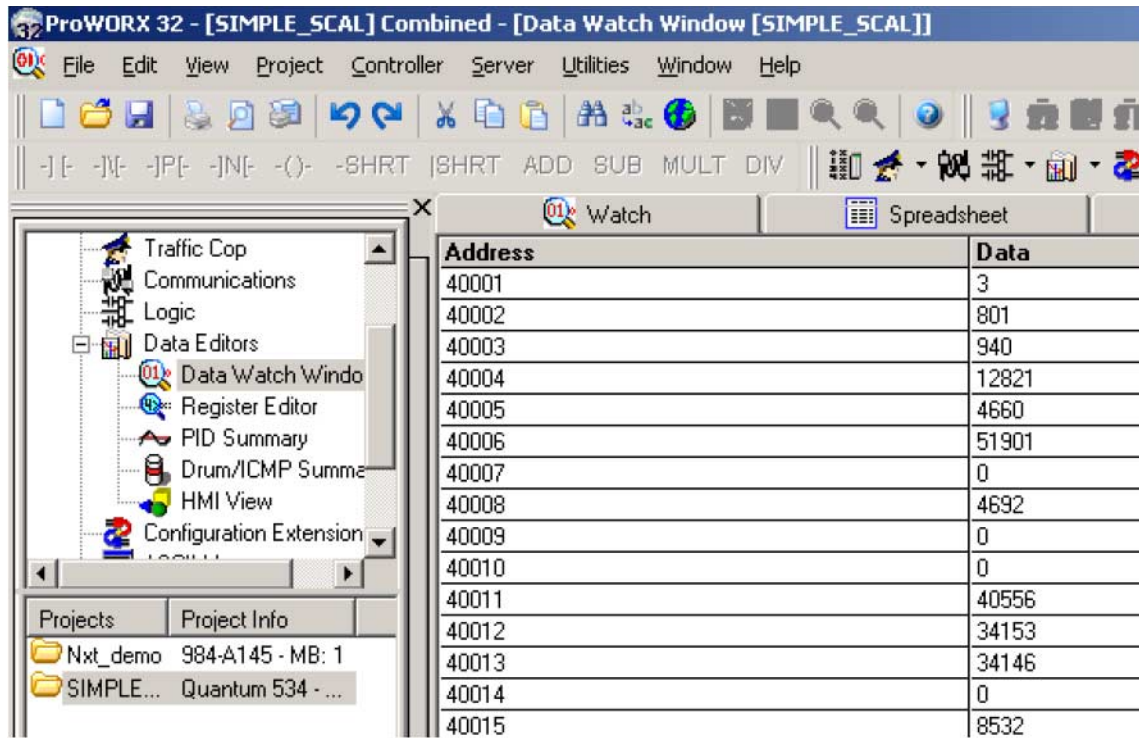 ProWORX 32 - [SIMPLE_SCAL] Combined - [Data Watch Window [SIMPLE_SCAL]]
File Edit View Project Controller Server Utilities Window Help
-] [- -]\[- -]P[- -]N[- -( )- -SHRT |SHRT ADD SUB MULT DIV
Traffic Cop
Communications
Logic
Data Editors
Data Watch Windo
Register Editor
PID Summary
Drum/ICMP Summa
HMI View
Configuration Extension
Projects Project Info
Nxt_demo 984-A145 - MB: 1
SIMPLE... Quantum 534 - ...
Watch Spreadsheet
Address Data
40001 3
40002 801
40003 940
40004 12821
40005 4660
40006 51901
40007 0
40008 4692
40009 0
40010 0
40011 40556
40012 34153
40013 34146
40014 0
40015 8532